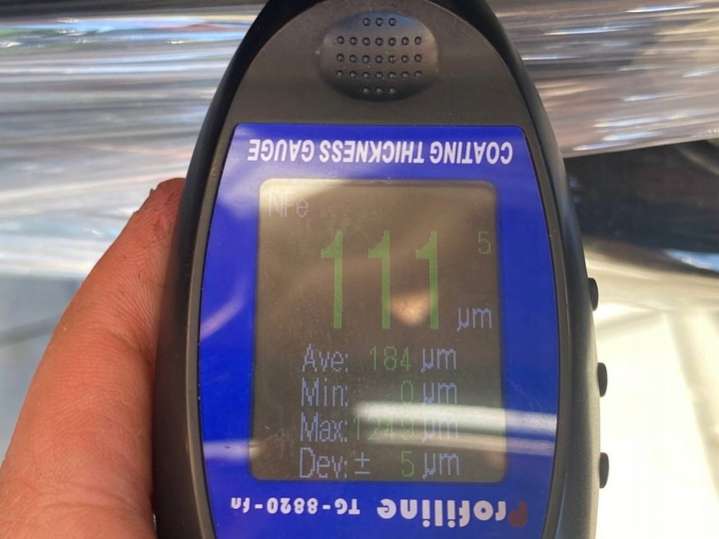 COATING THICKNESS GAUGE
NFe
5
111 µm
Ave: 184 µm
Min: 0 µm
Max: µm
Dev: ± 5 µm
Profiline TG-8820-fn